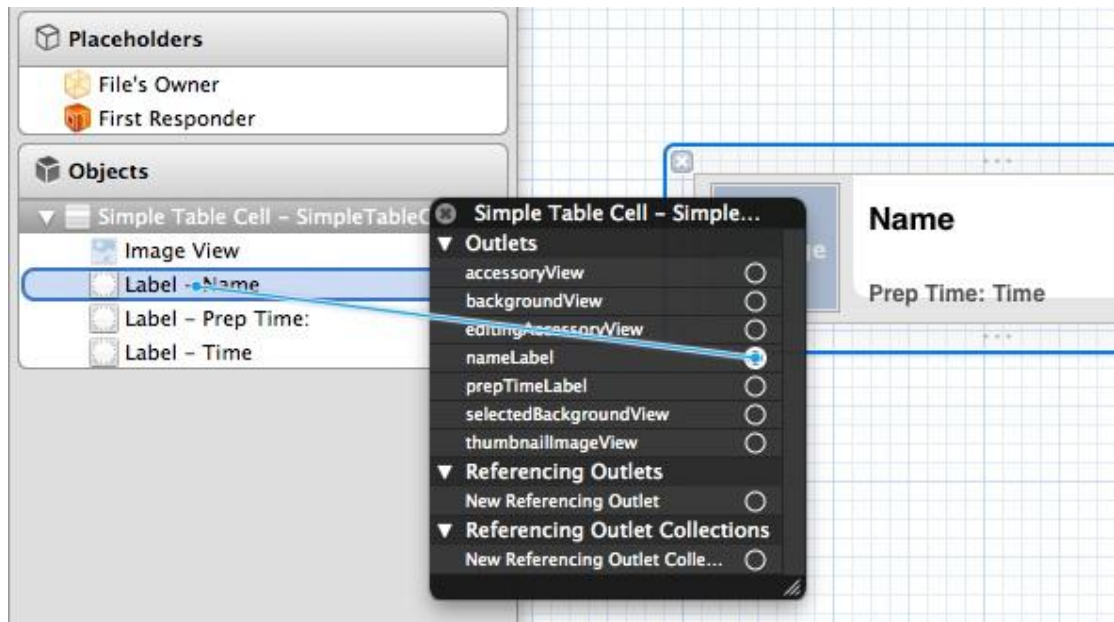 Placeholders
File's Owner
First Responder
Objects
Simple Table Cell – SimpleTableC
Image View
Label – Name
Label – Prep Time:
Label – Time
Simple Table Cell – Simple...
Outlets
accessoryView
backgroundView
editingAccessoryView
nameLabel
prepTimeLabel
selectedBackgroundView
thumbnailImageView
Referencing Outlets
New Referencing Outlet
Referencing Outlet Collections
New Referencing Outlet Colle...
Name
Prep Time: Time